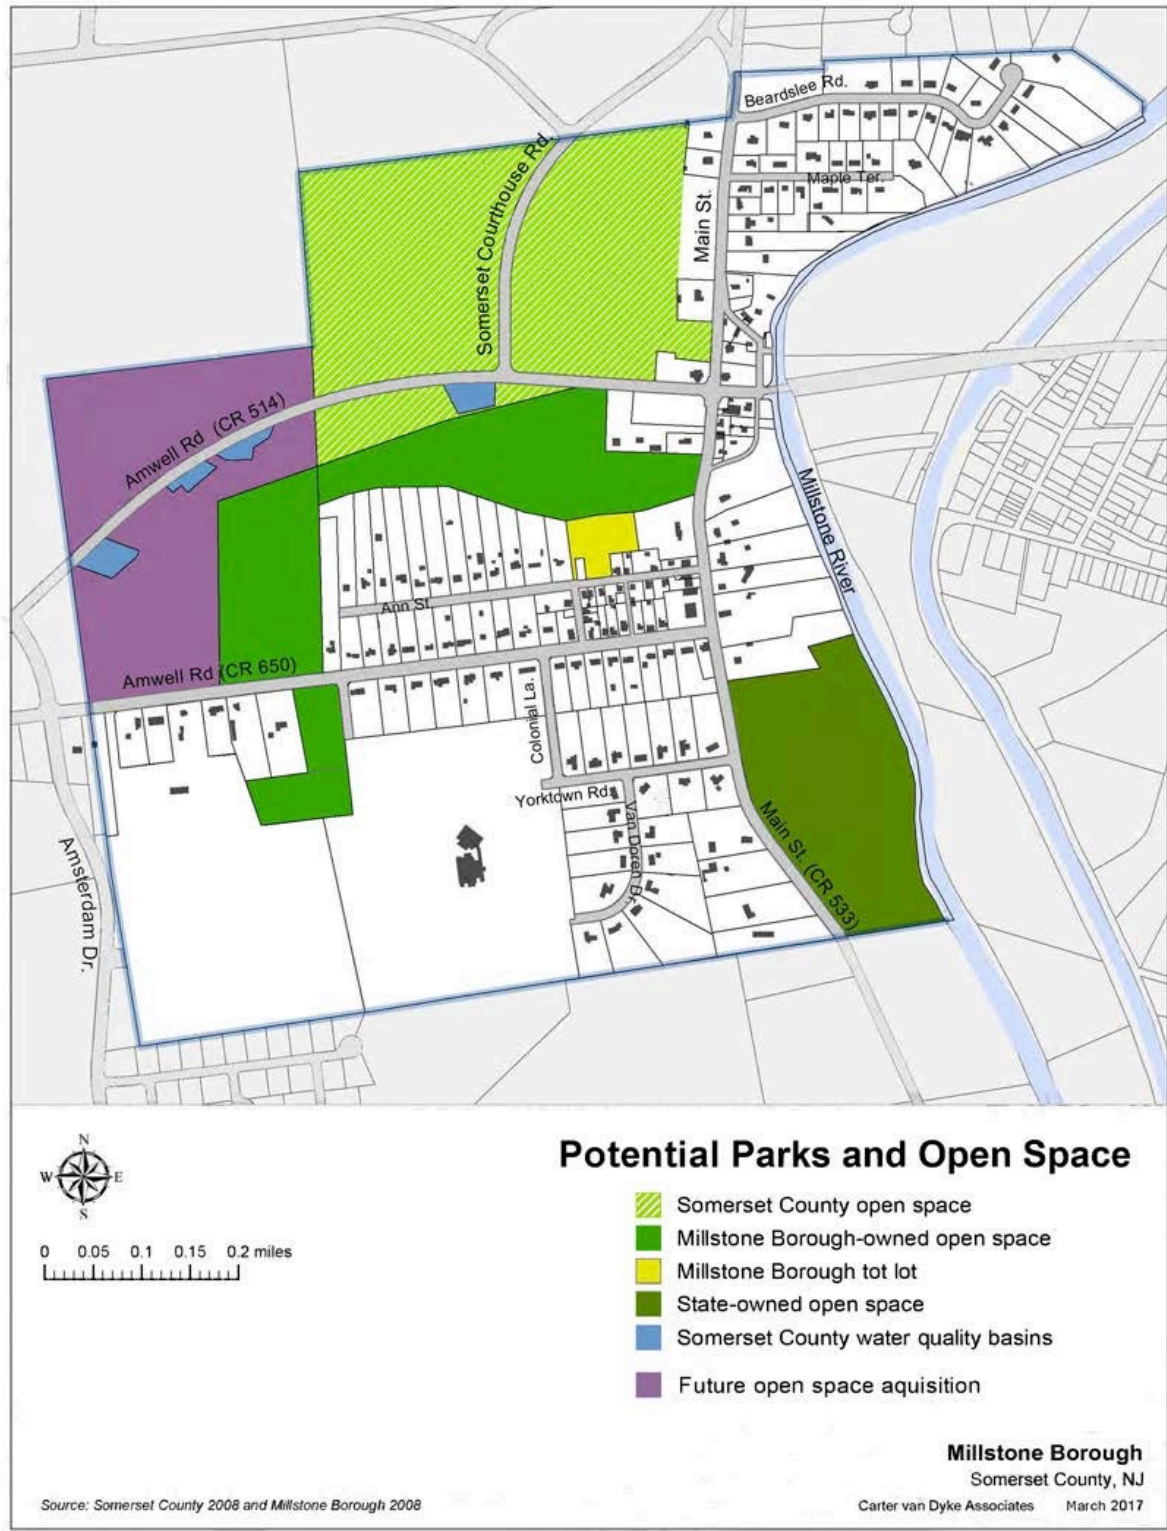 Beardslee Rd.
Maple Ter.
Main St.
Somerset Courthouse Rd.
Amwell Rd (CR 514)
Millstone River
Ann St.
Amwell Rd (CR 650)
Colonial La.
Yorktown Rd.
Van Doren Dr.
Main St. (CR 533)
Amsterdam Dr.
N
W E
S
0 0.05 0.1 0.15 0.2 miles
Potential Parks and Open Space
Somerset County open space
Millstone Borough-owned open space
Millstone Borough tot lot
State-owned open space
Somerset County water quality basins
Future open space aquisition
Millstone Borough
Somerset County, NJ
Source: Somerset County 2008 and Millstone Borough 2008
Carter van Dyke Associates March 2017